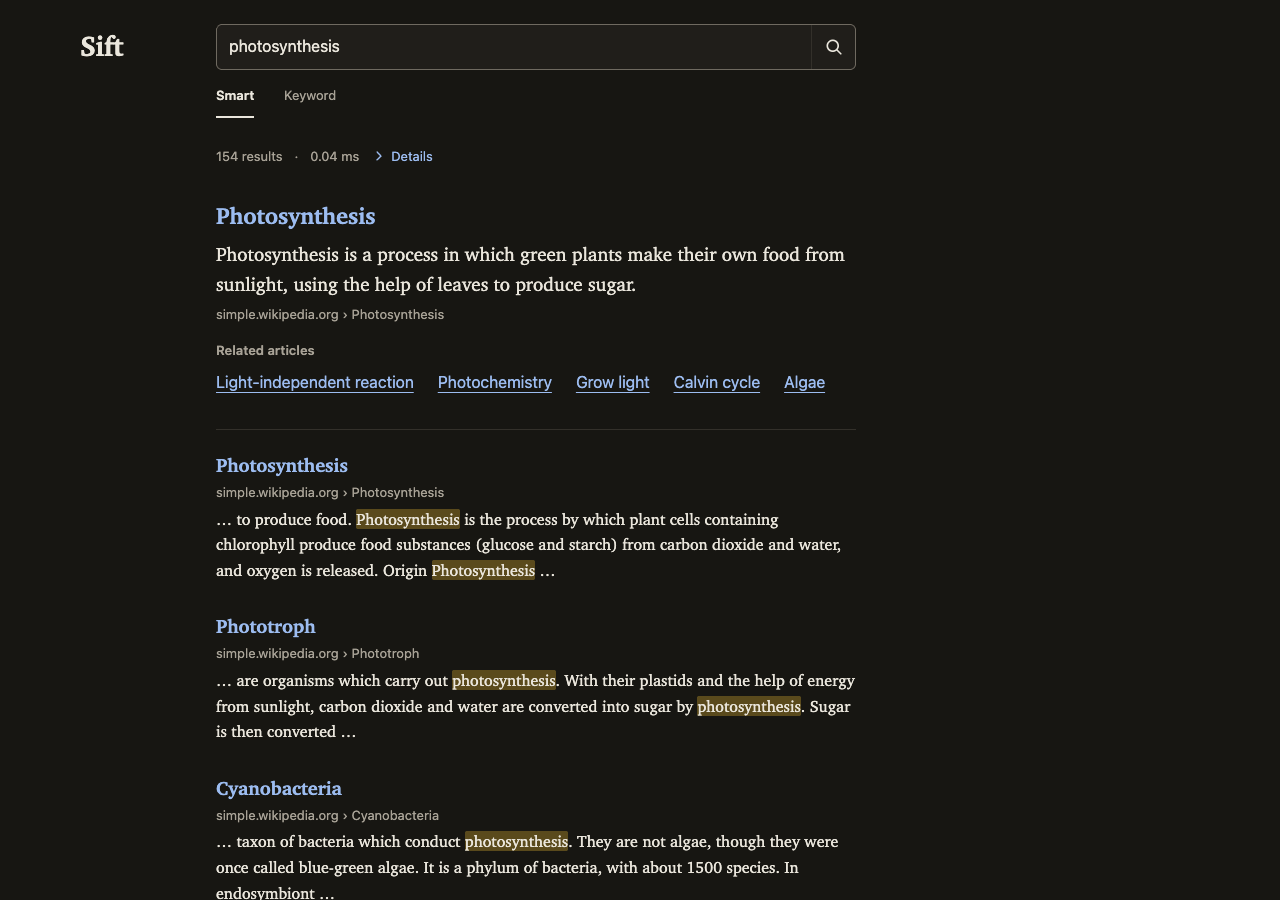 Sift
photosynthesis
Smart Keyword
154 results · 0.04 ms Details
Photosynthesis
Photosynthesis is a process in which green plants make their own food from
sunlight, using the help of leaves to produce sugar.
simple.wikipedia.org › Photosynthesis
Related articles
Light-independent reaction Photochemistry Grow light Calvin cycle Algae
Photosynthesis
simple.wikipedia.org › Photosynthesis
… to produce food. Photosynthesis is the process by which plant cells containing
chlorophyll produce food substances (glucose and starch) from carbon dioxide and water,
and oxygen is released. Origin Photosynthesis …
Phototroph
simple.wikipedia.org › Phototroph
… are organisms which carry out photosynthesis. With their plastids and the help of energy
from sunlight, carbon dioxide and water are converted into sugar by photosynthesis. Sugar
is then converted …
Cyanobacteria
simple.wikipedia.org › Cyanobacteria
… taxon of bacteria which conduct photosynthesis. They are not algae, though they were
once called blue-green algae. It is a phylum of bacteria, with about 1500 species. In
endosymbiont …